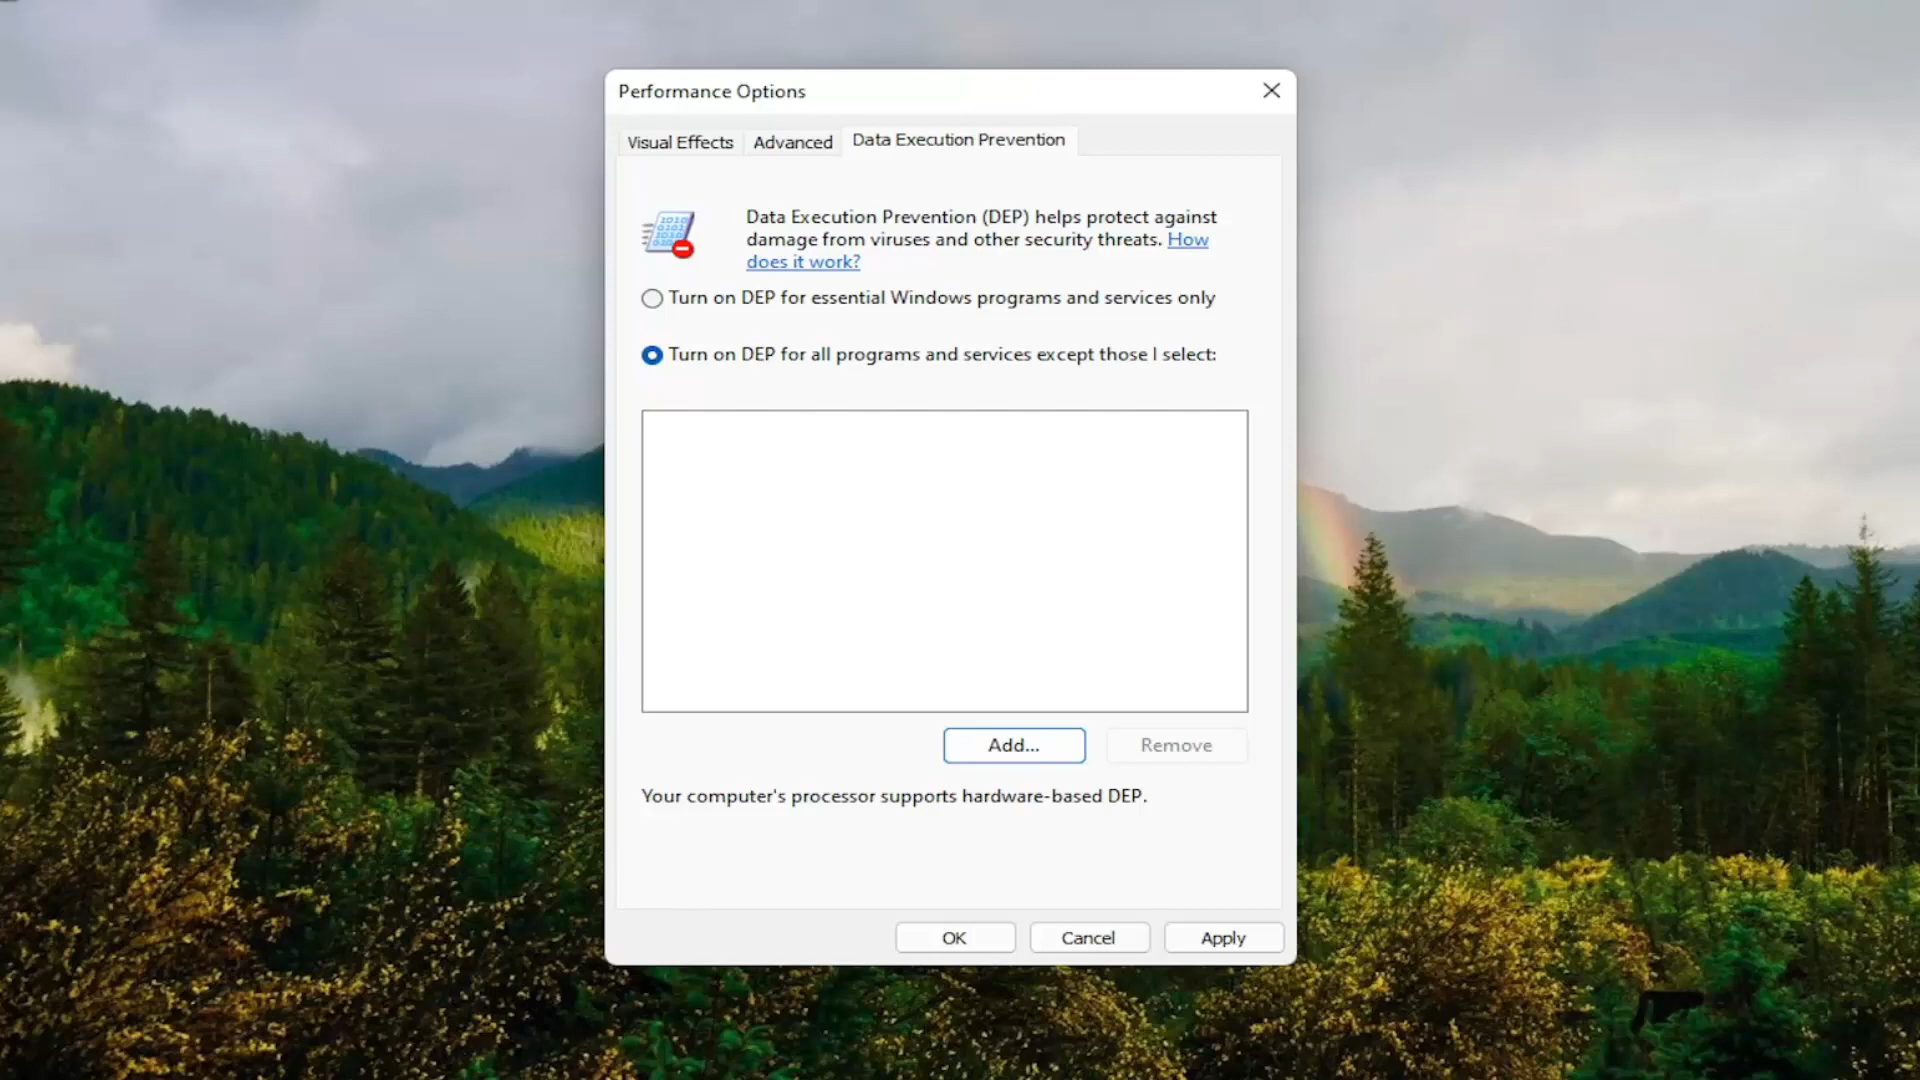 Performance Options
Visual Effects
Advanced
Data Execution Prevention
Data Execution Prevention (DEP) helps protect against
damage from viruses and other security threats. How
does it work?
Turn on DEP for essential Windows programs and services only
Turn on DEP for all programs and services except those I select:
Add...
Remove
Your computer's processor supports hardware-based DEP.
OK
Cancel
Apply